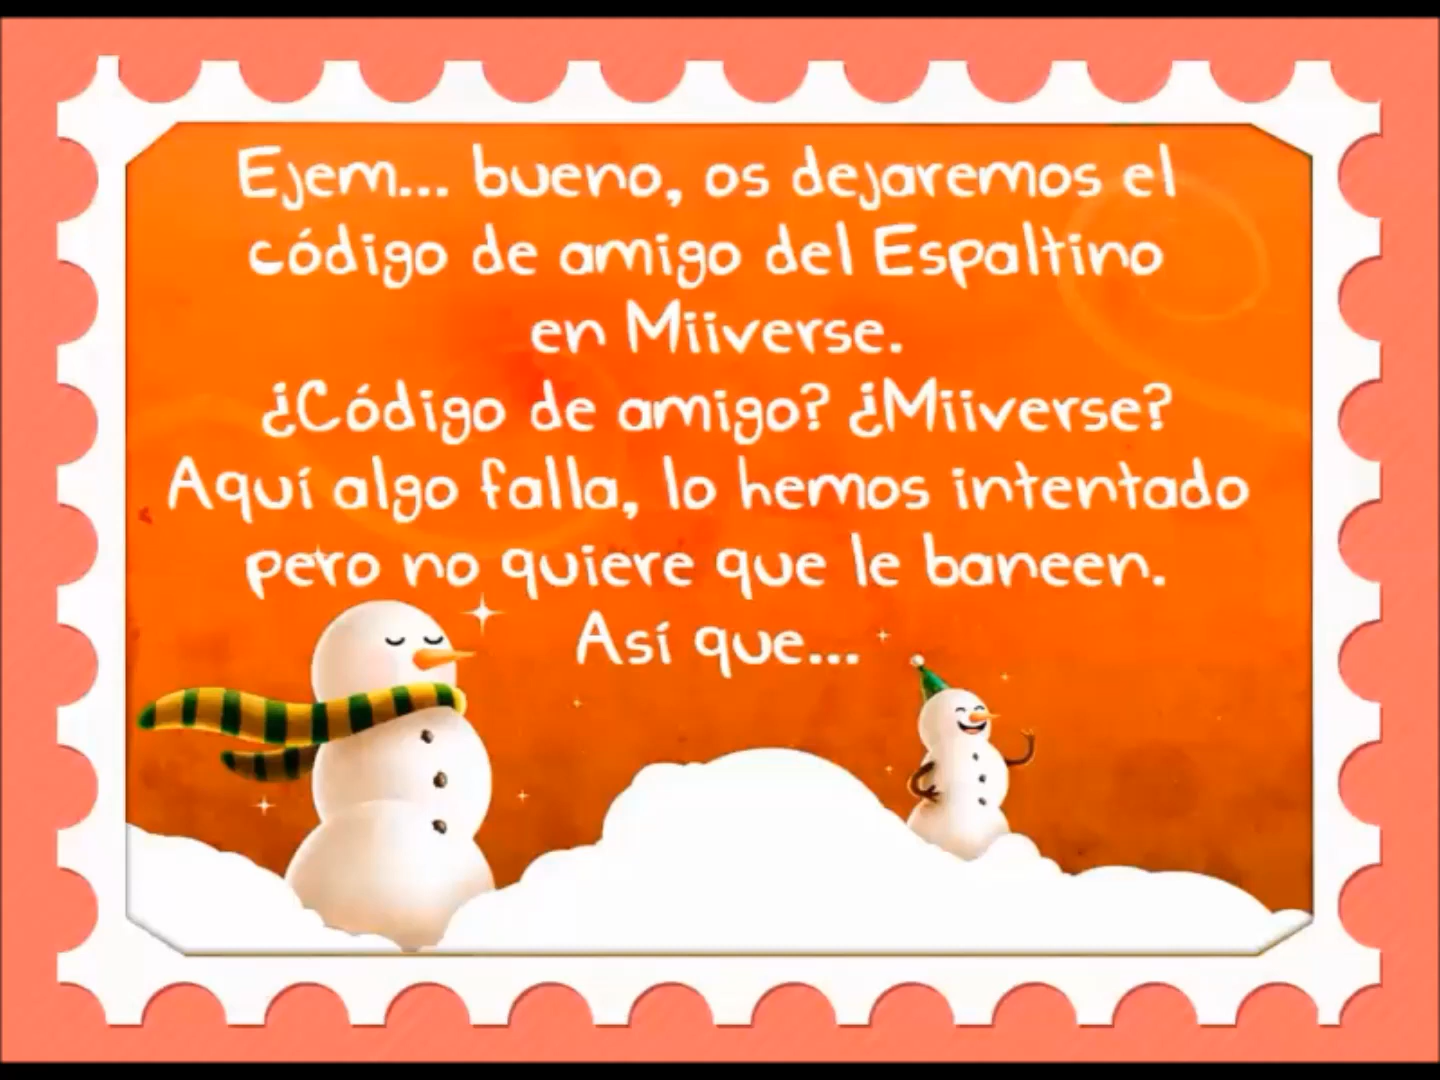 Ejem... bueno, os dejaremos el
código de amigo del Espaltino
en Miiverse.
¿Código de amigo? ¿Miiverse?
Aquí algo falla, lo hemos intentado
pero no quiere que le baneen.
Así que...